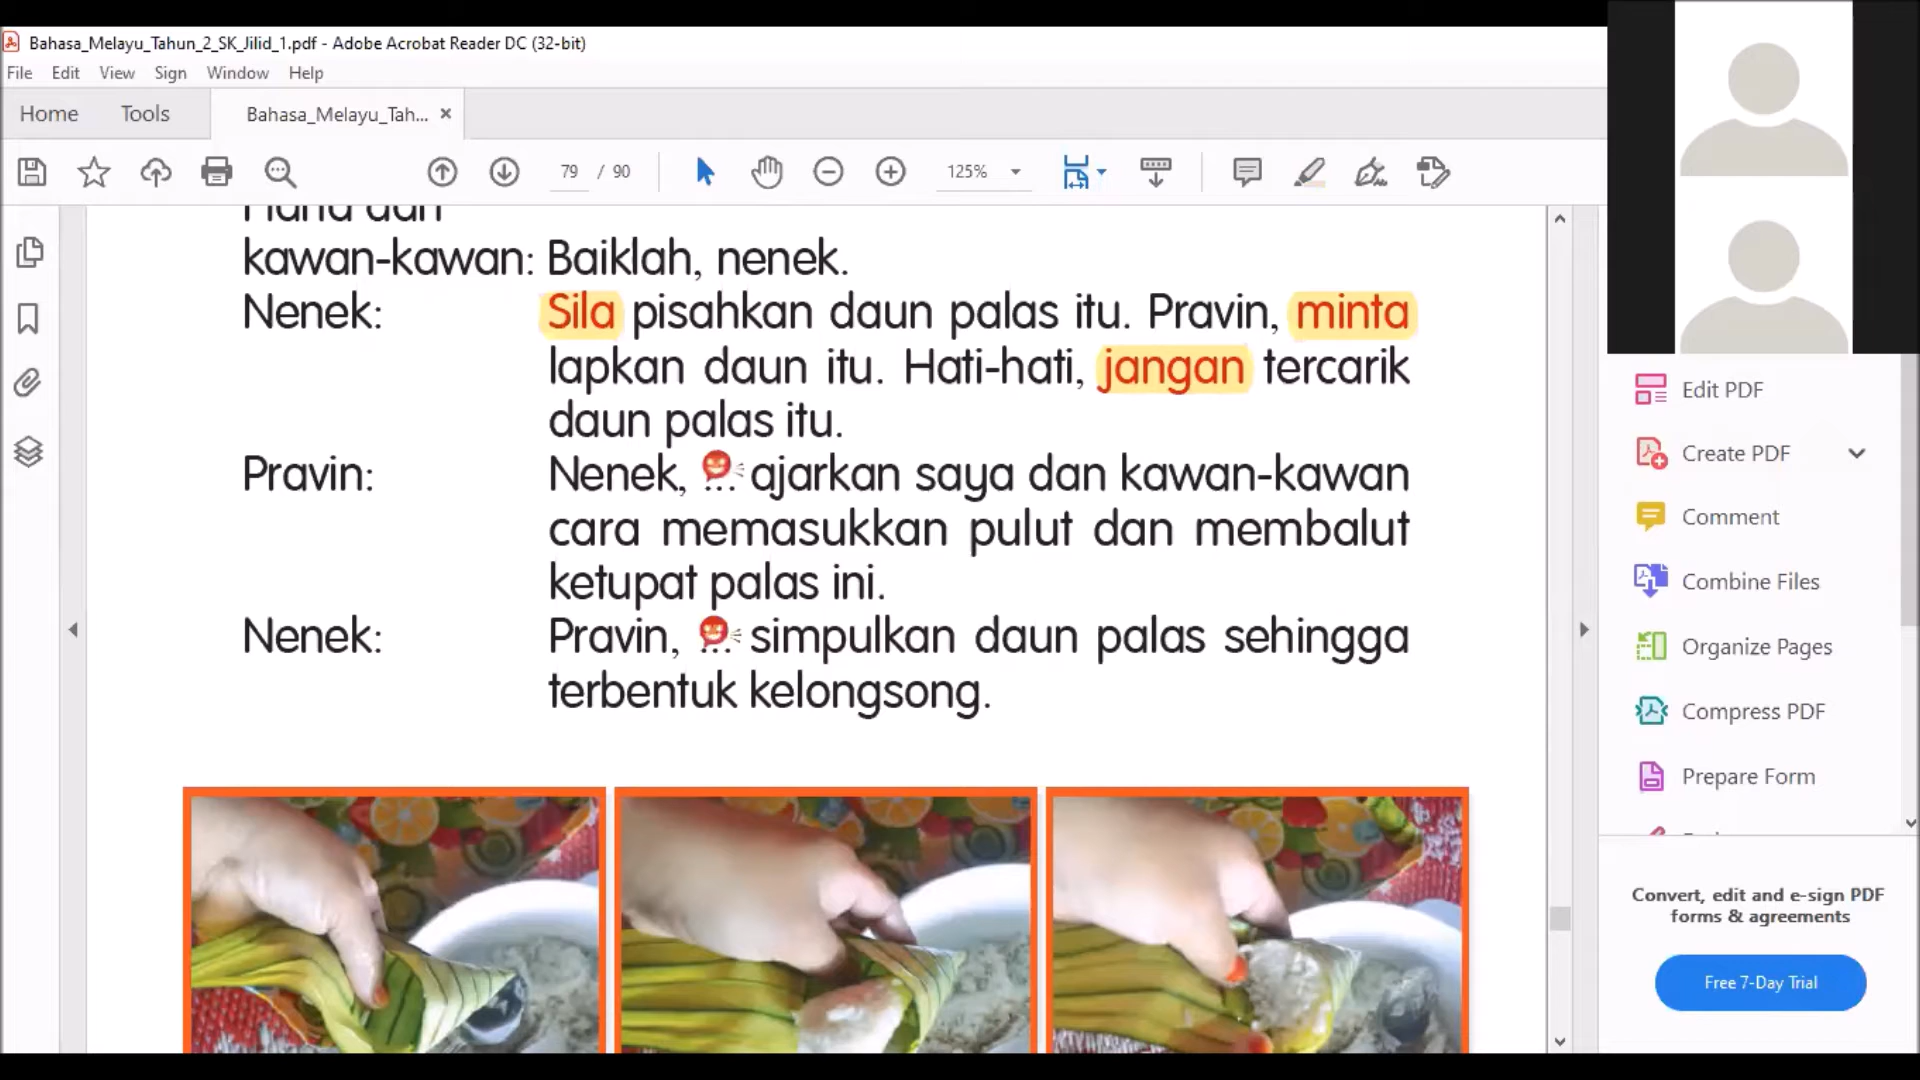 Bahasa_Melayu_Tahun_2_SK_Jilid_1.pdf - Adobe Acrobat Reader DC (32-bit)
File Edit View Sign Window Help
Home Tools Bahasa_Melayu_Tah... ×
79 / 90 125%
kawan-kawan: Baiklah, nenek.
Nenek: Sila pisahkan daun palas itu. Pravin, minta
lapkan daun itu. Hati-hati, jangan tercarik
daun palas itu.
Pravin: Nenek, ... ajarkan saya dan kawan-kawan
cara memasukkan pulut dan membalut
ketupat palas ini.
Nenek: Pravin, ... simpulkan daun palas sehingga
terbentuk kelongsong.
Edit PDF
Create PDF
Comment
Combine Files
Organize Pages
Compress PDF
Prepare Form
Convert, edit and e-sign PDF
forms & agreements
Free 7-Day Trial